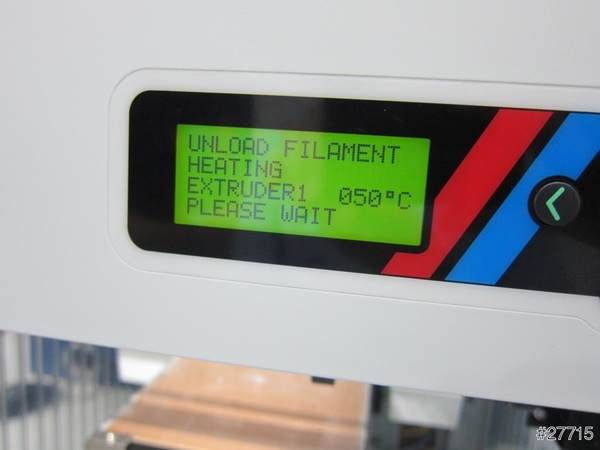 UNLOAD FILAMENT
HEATING
EXTRUDER1 050°C
PLEASE WAIT
#27715